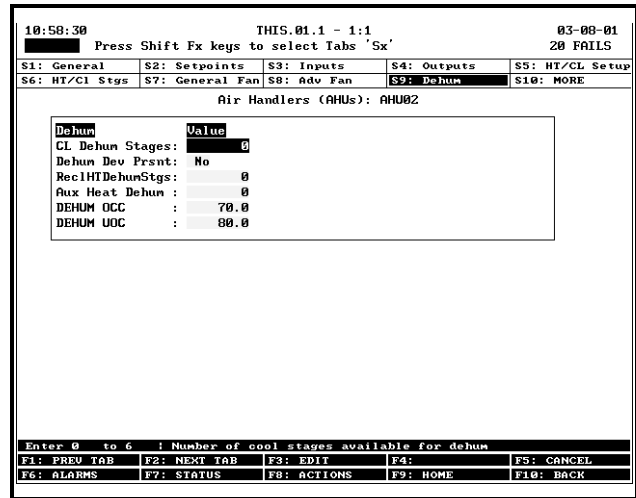 10:58:30 THIS.01.1 - 1:1 03-08-01
Press Shift Fx keys to select Tabs 'Sx' 20 FAILS
S1: General S2: Setpoints S3: Inputs S4: Outputs S5: HT/CL Setup
S6: HT/Cl Stgs S7: General Fan S8: Adv Fan S9: Dehum S10: MORE
Air Handlers (AHUs): AHU02
Dehum Value
CL Dehum Stages: 0
Dehum Dev Prsnt: No
ReclHTDehumStgs: 0
Aux Heat Dehum : 0
DEHUM OCC : 70.0
DEHUM UOC : 80.0
Enter 0 to 6 | Number of cool stages available for dehum
F1: PREV TAB F2: NEXT TAB F3: EDIT F4: F5: CANCEL
F6: ALARMS F7: STATUS F8: ACTIONS F9: HOME F10: BACK